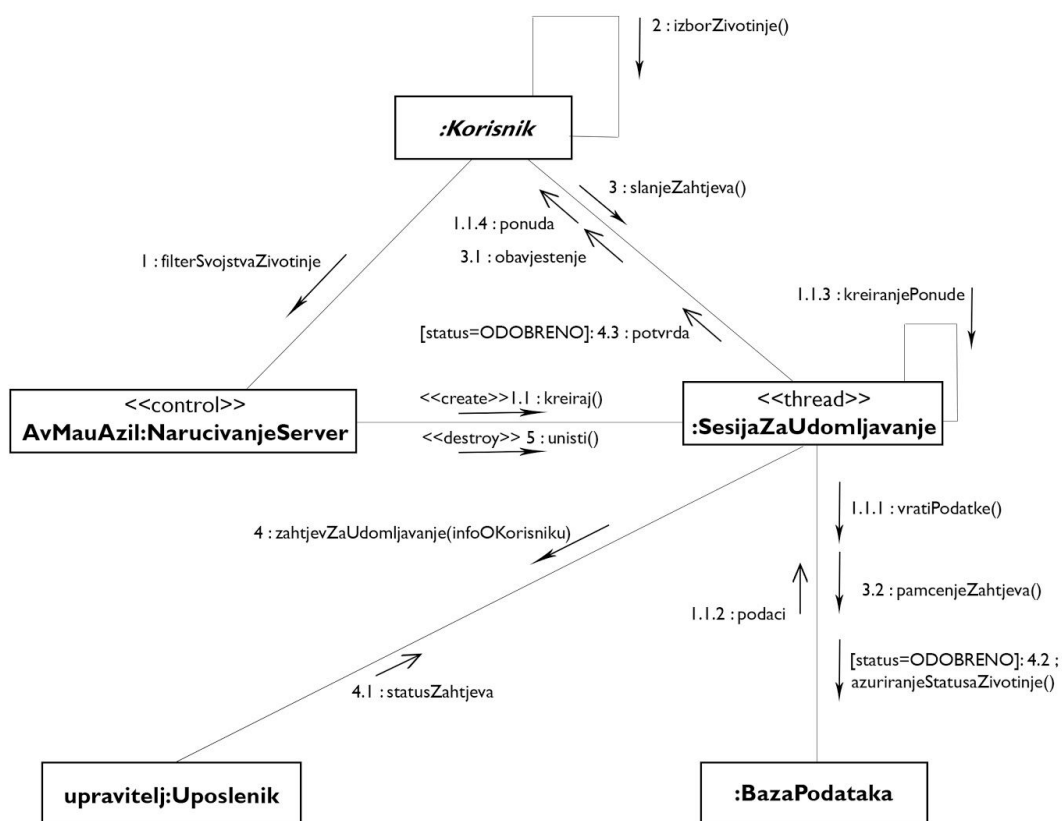 2 : izborZivotinje()
:Korisnik
3 : slanjeZahtjeva()
1.1.4 : ponuda
3.1 : obavjestenje
1 : filterSvojstvaZivotinje
1.1.3 : kreiranjePonude
[status=ODOBRENO]: 4.3 : potvrda
<<control>>
AvMauAzil:NarucivanjeServer
<<create>>1.1 : kreiraj()
<<destroy>> 5 : unisti()
<<thread>>
:SesijaZaUdomljavanje
1.1.1 : vratiPodatke()
4 : zahtjevZaUdomljavanje(infoOKorisniku)
3.2 : pamcenjeZahtjeva()
1.1.2 : podaci
[status=ODOBRENO]: 4.2 ;
azuriranjeStatusaZivotinje()
4.1 : statusZahtjeva
upravitelj:Uposlenik
:BazaPodataka